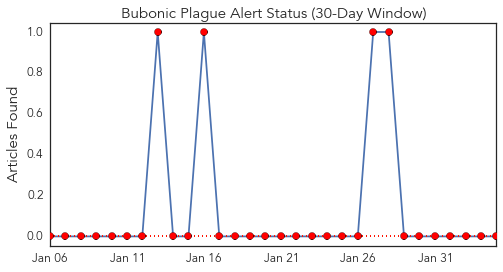 Bubonic Plague Alert Status (30-Day Window)
Articles Found
1.0
0.8
0.6
0.4
0.2
0.0
Jan 06 Jan 11 Jan 16 Jan 21 Jan 26 Jan 31